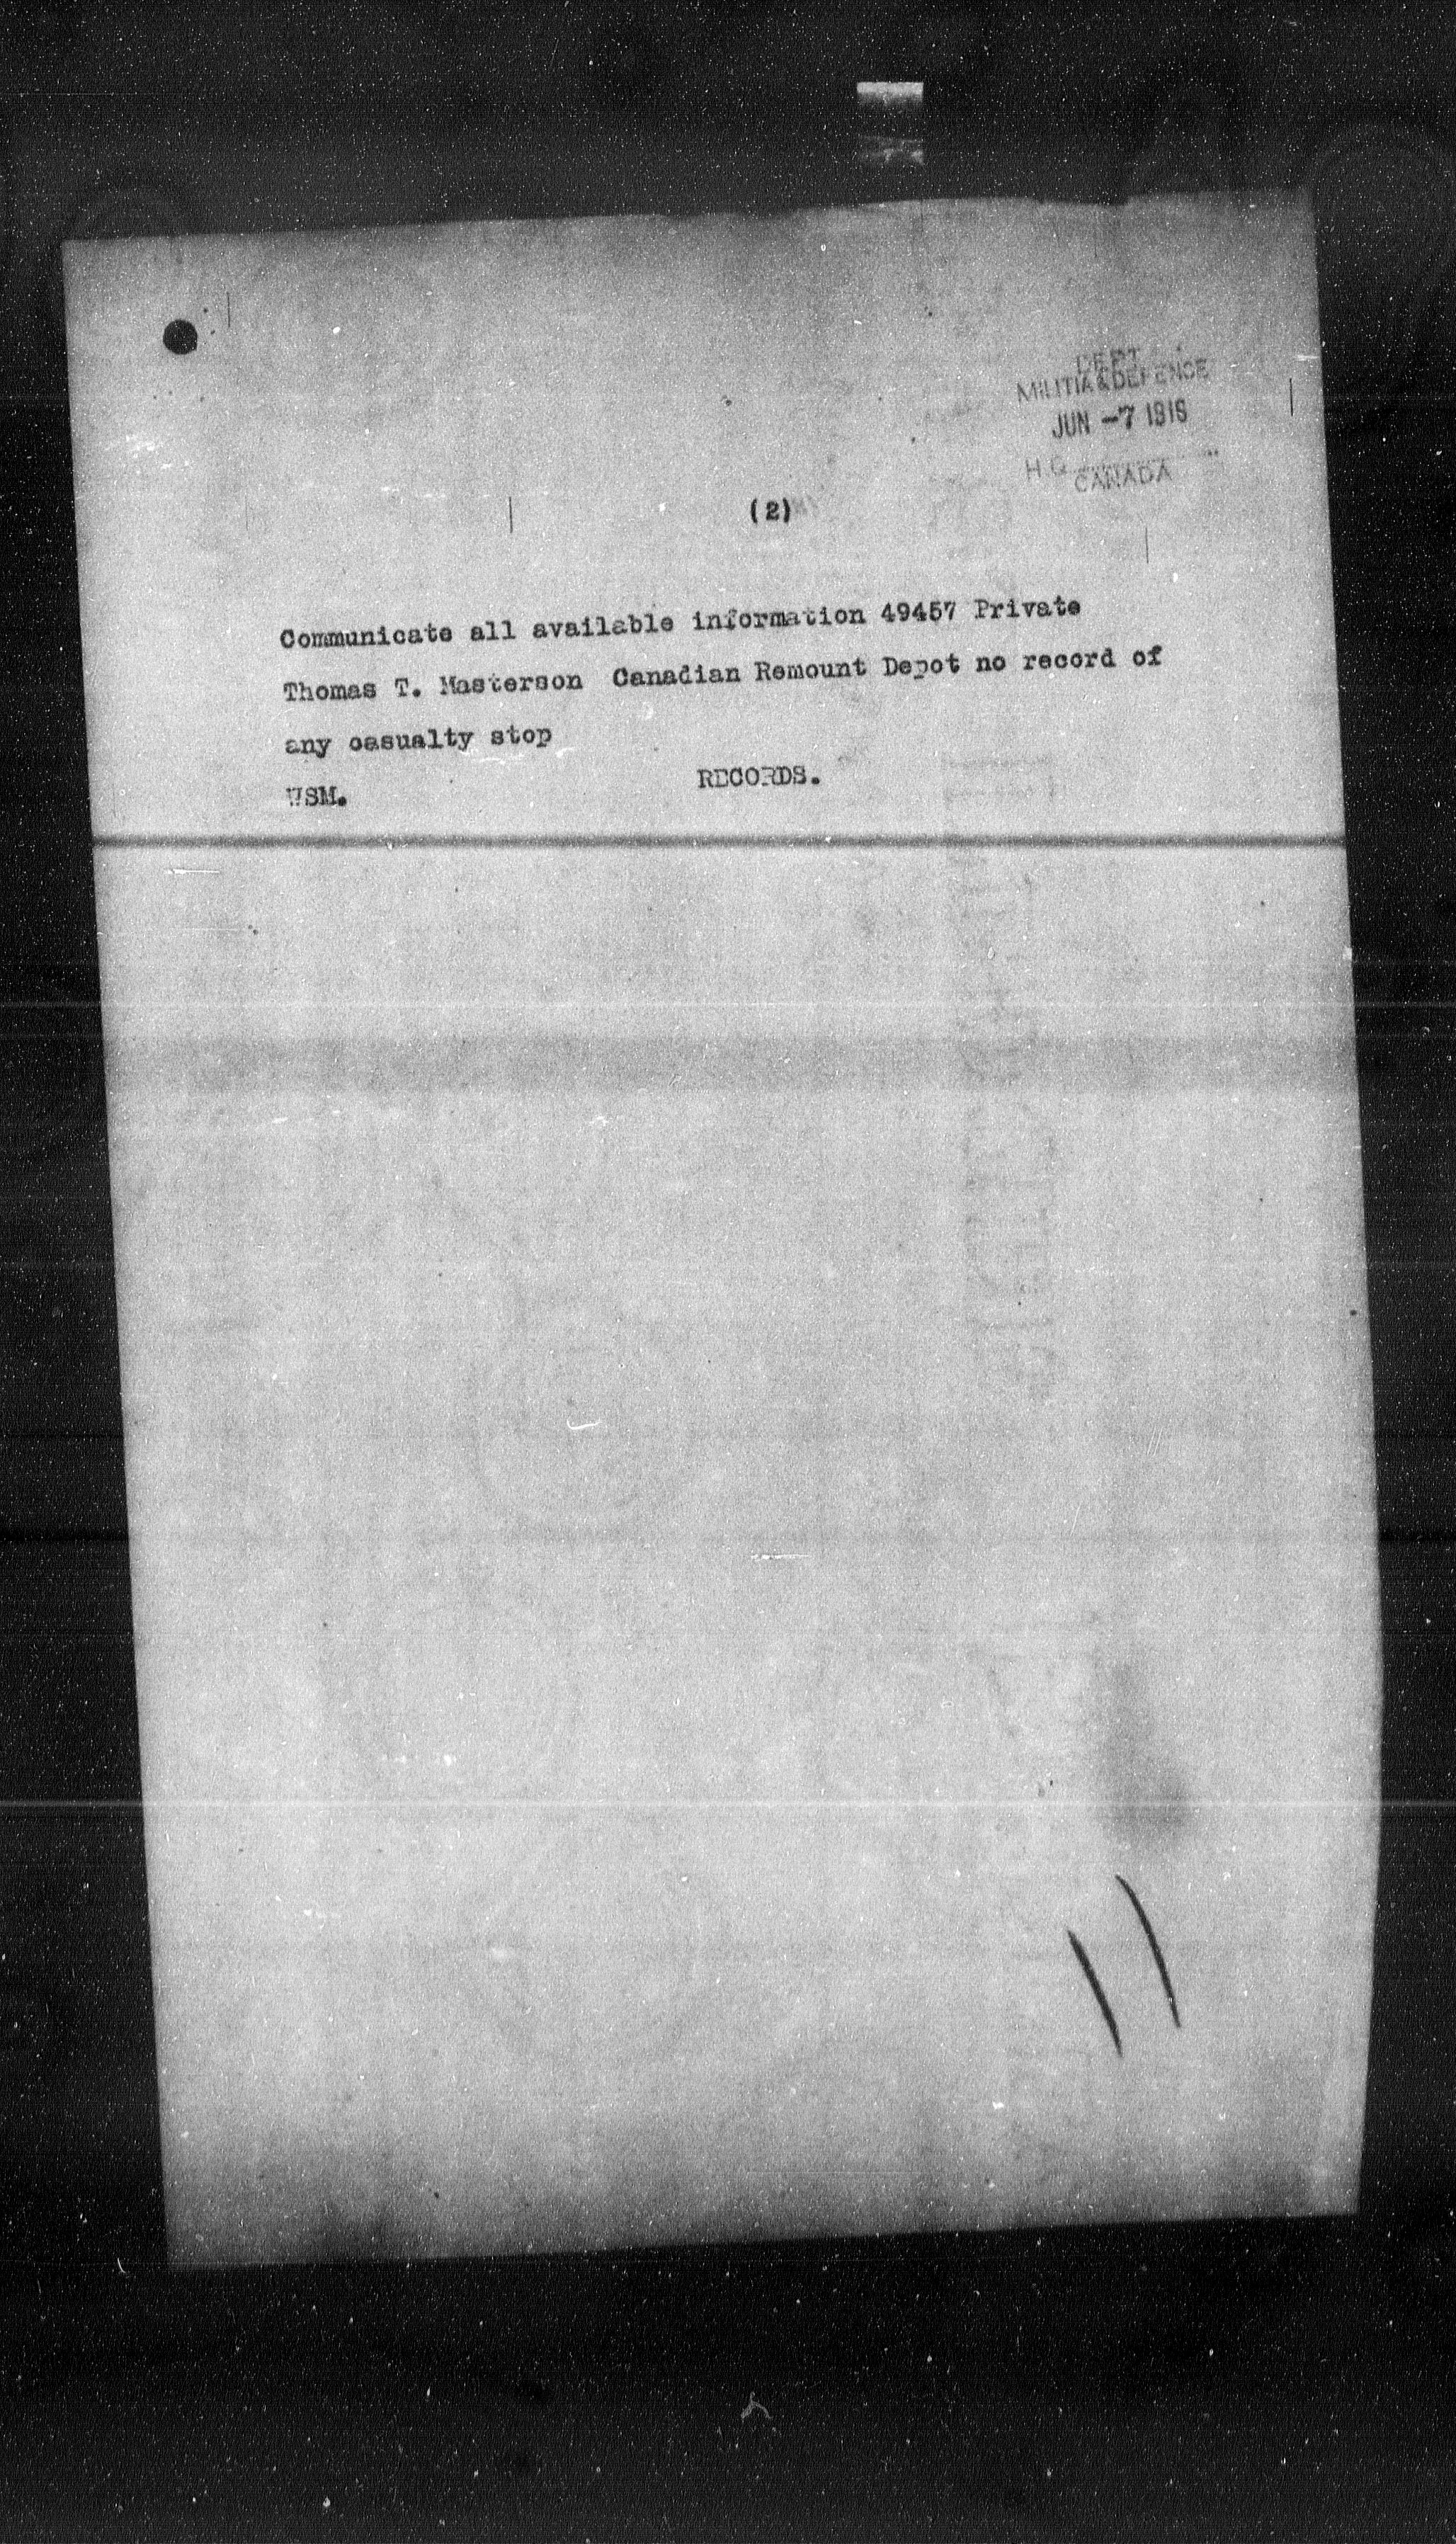 DEPT
MILITIA & DEFENCE
JUN -7 1916
H.Q.
CANADA
(2)
Communicate all available information 49457 Private
Thomas T. Masterson Canadian Remount Depot no record of
any casualty stop
RECORDS.
WSM.